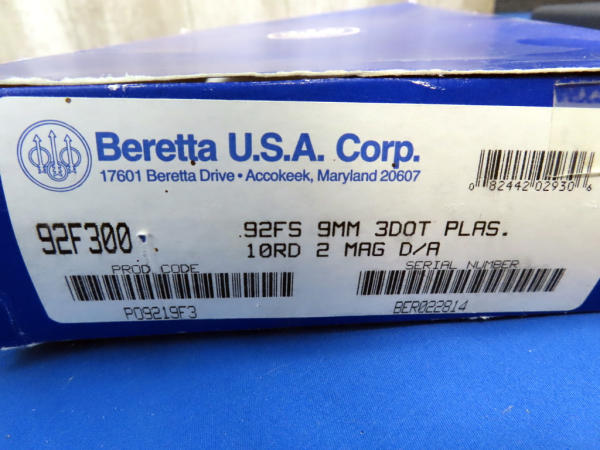 Beretta U.S.A. Corp.
17601 Beretta Drive • Accokeek, Maryland 20607
0 82442 02930 6
92F300
92FS 9MM 3DOT PLAS.
10RD 2 MAG D/A
PROD CODE
SERIAL NUMBER
P09219F3
BER022814